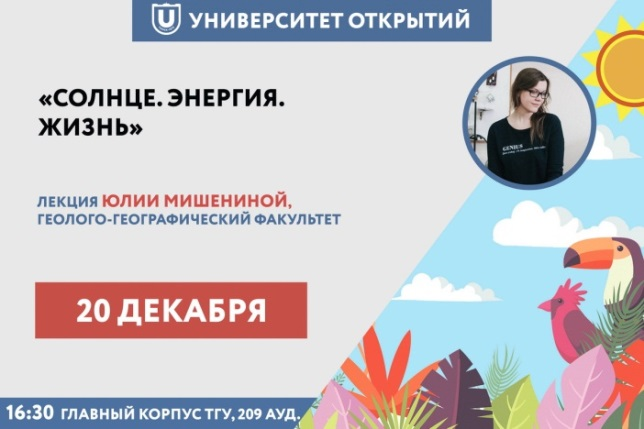 УНИВЕРСИТЕТ ОТКРЫТИЙ
«СОЛНЦЕ. ЭНЕРГИЯ.
ЖИЗНЬ»
GENIUS
ЛЕКЦИЯ ЮЛИИ МИШЕНИНОЙ,
ГЕОЛОГО-ГЕОГРАФИЧЕСКИЙ ФАКУЛЬТЕТ
20 ДЕКАБРЯ
16:30 ГЛАВНЫЙ КОРПУС ТГУ, 209 АУД.